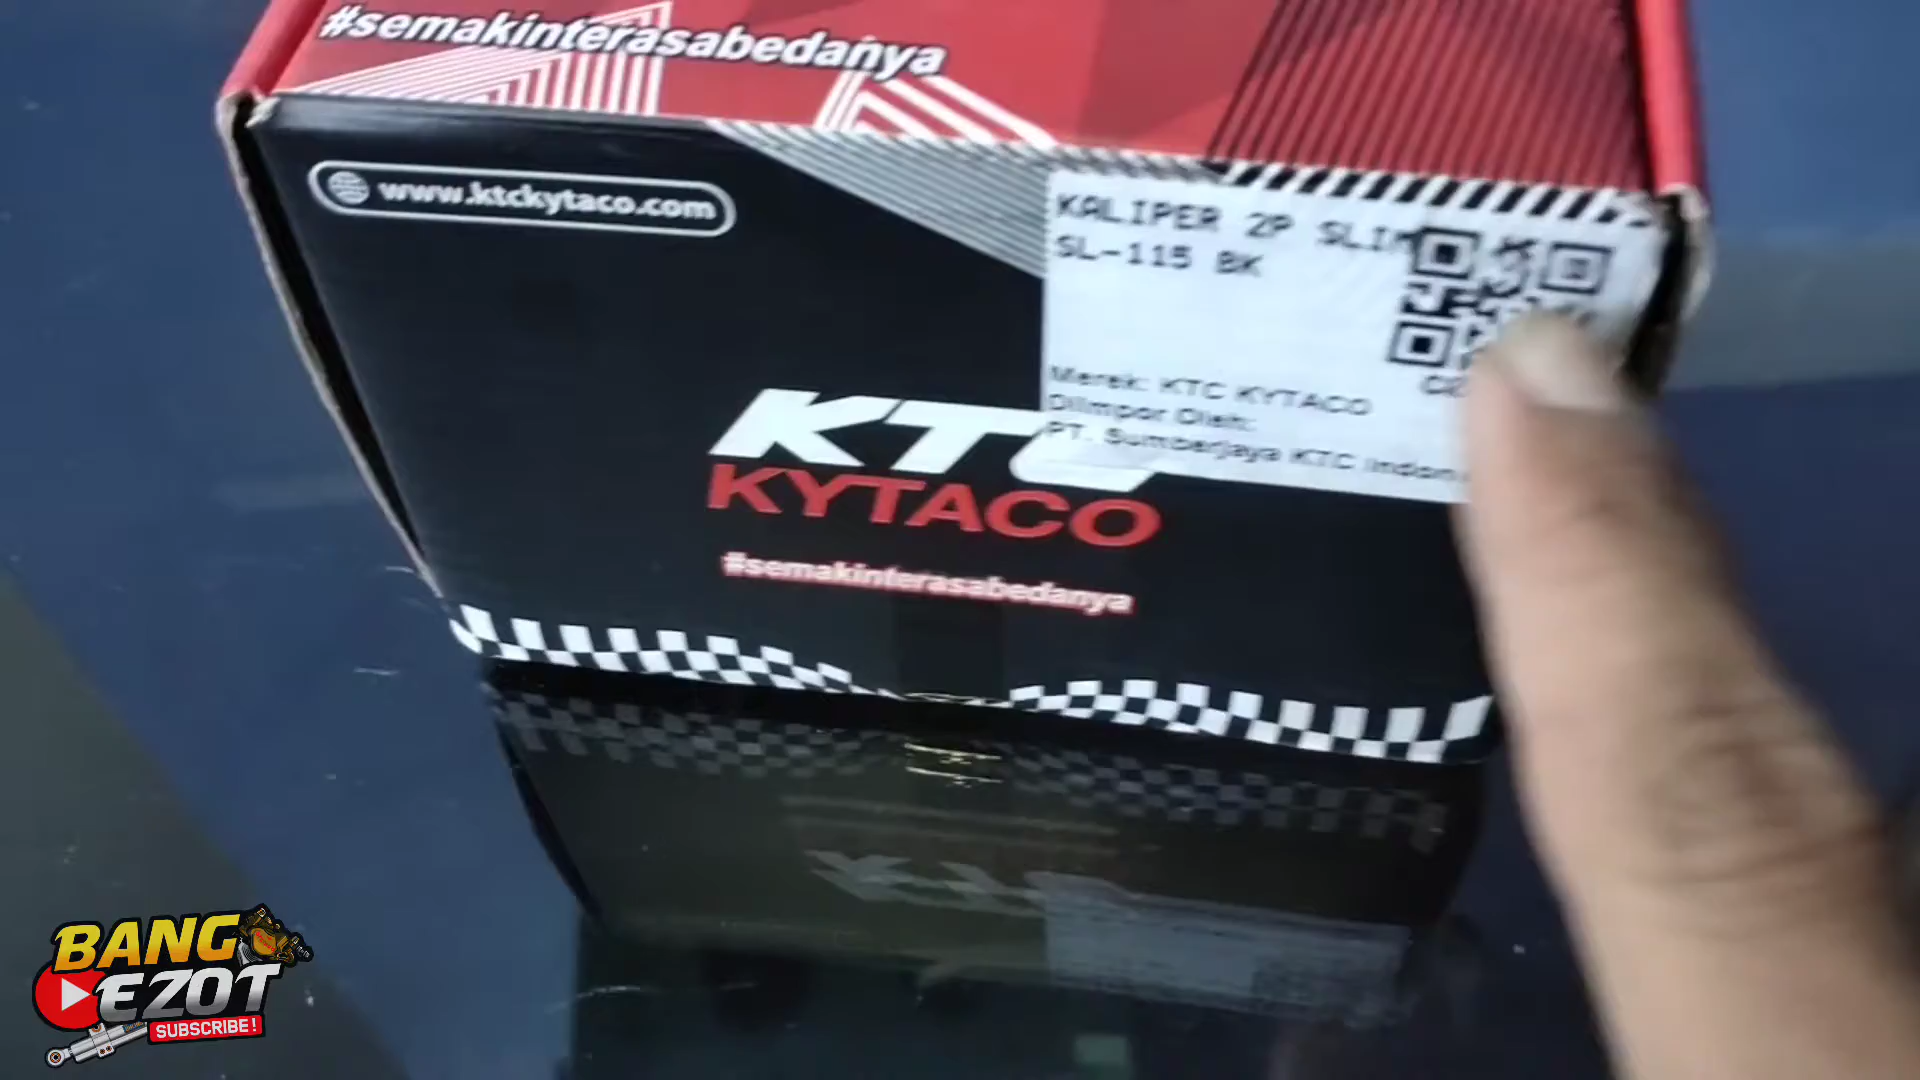 #semakinterasabedanya
www.ktckytaco.com
KALIPER 2P SLIM
SL-115 BK
Merek: KTC KYTACO
Diimpor Oleh:
PT. Sumberjaya KTC
KTC
KYTACO
#semakinterasabedanya
BANG
EZOT
SUBSCRIBE!